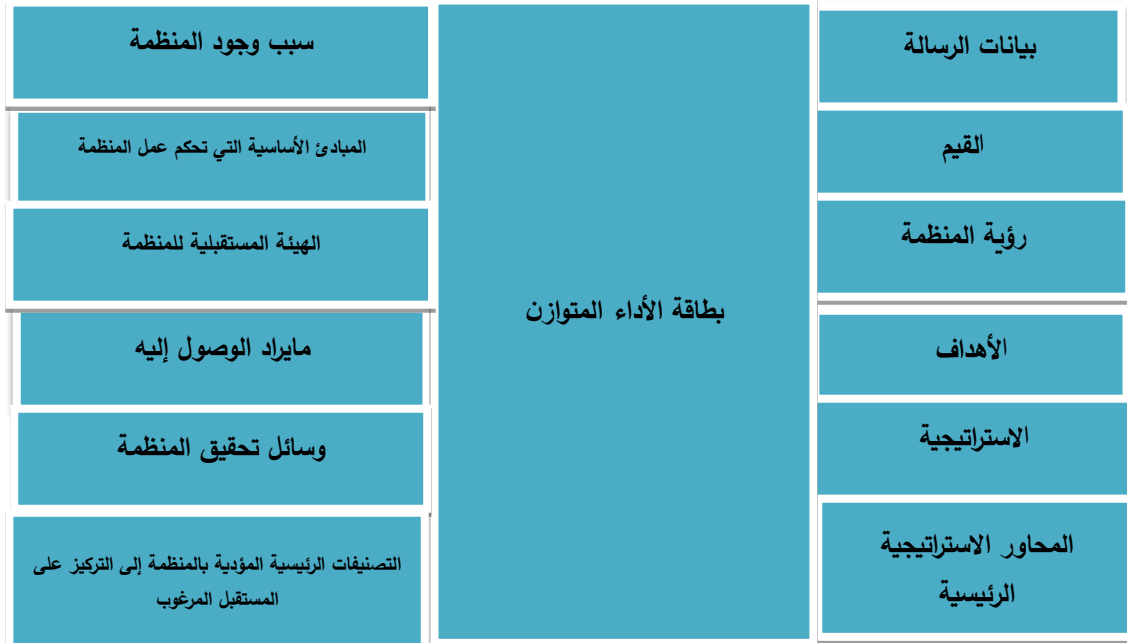 بيانات الرسالة
سبب وجود المنظمة
القيم
المبادئ الأساسية التي تحكم عمل المنظمة
رؤية المنظمة
الهيئة المستقبلية للمنظمة
بطاقة الأداء المتوازن
الأهداف
مايراد الوصول إليه
الاستراتيجية
وسائل تحقيق المنظمة
المحاور الاستراتيجية
الرئيسية
التصنيفات الرئيسية المؤدية بالمنظمة إلى التركيز على
المستقبل المرغوب